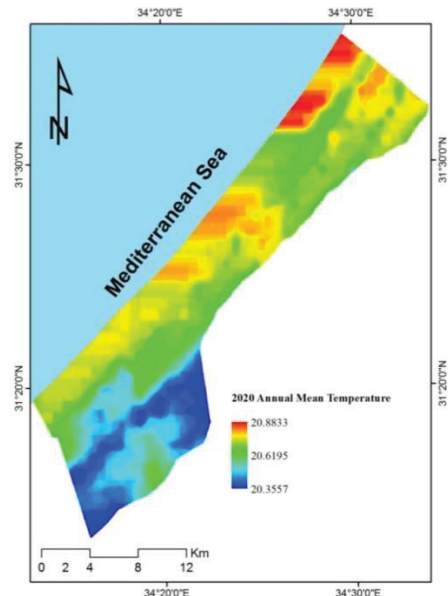 34°20'0"E 34°30'0"E
N
31°30'0"N 31°30'0"N
Mediterranean Sea
31°20'0"N 31°20'0"N
2020 Annual Mean Temperature
20.8833
20.6195
20.3557
Km
0 2 4 8 12
34°20'0"E 34°30'0"E